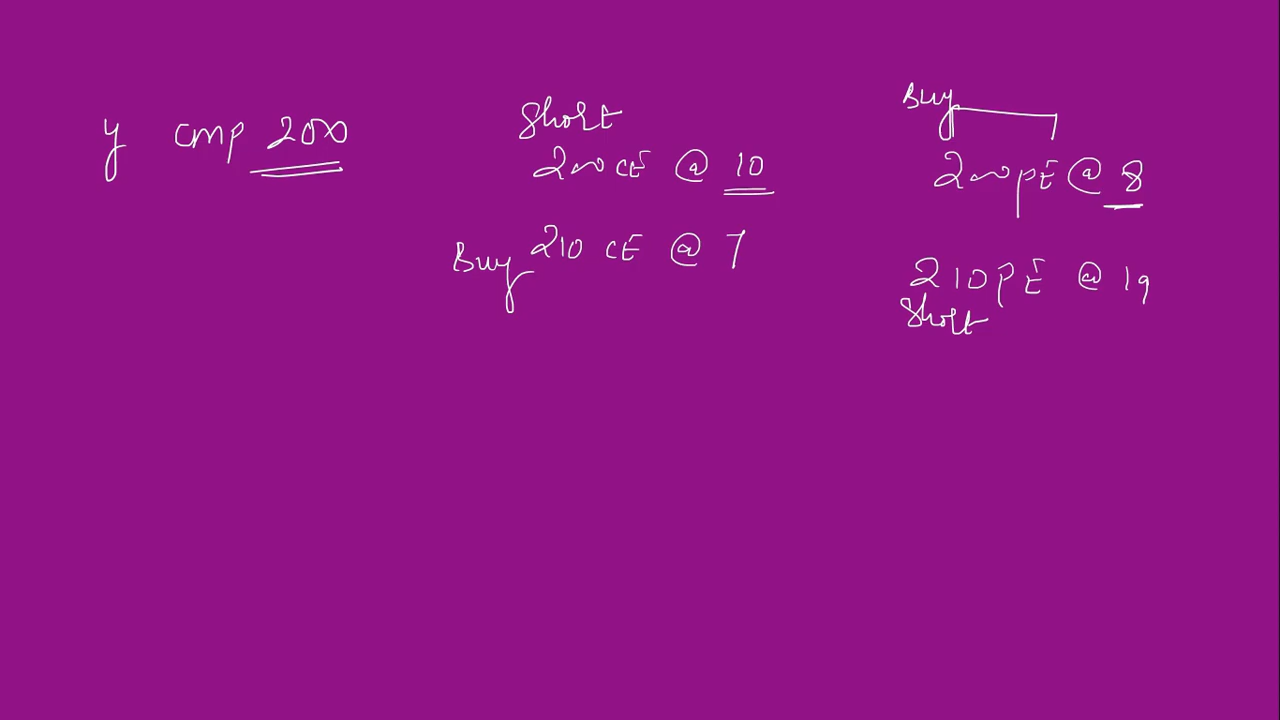 y cmp 200
Short
200 CE @ 10
Buy 210 CE @ 7
Buy
200 PE @ 8
210 PE @ 19
Short